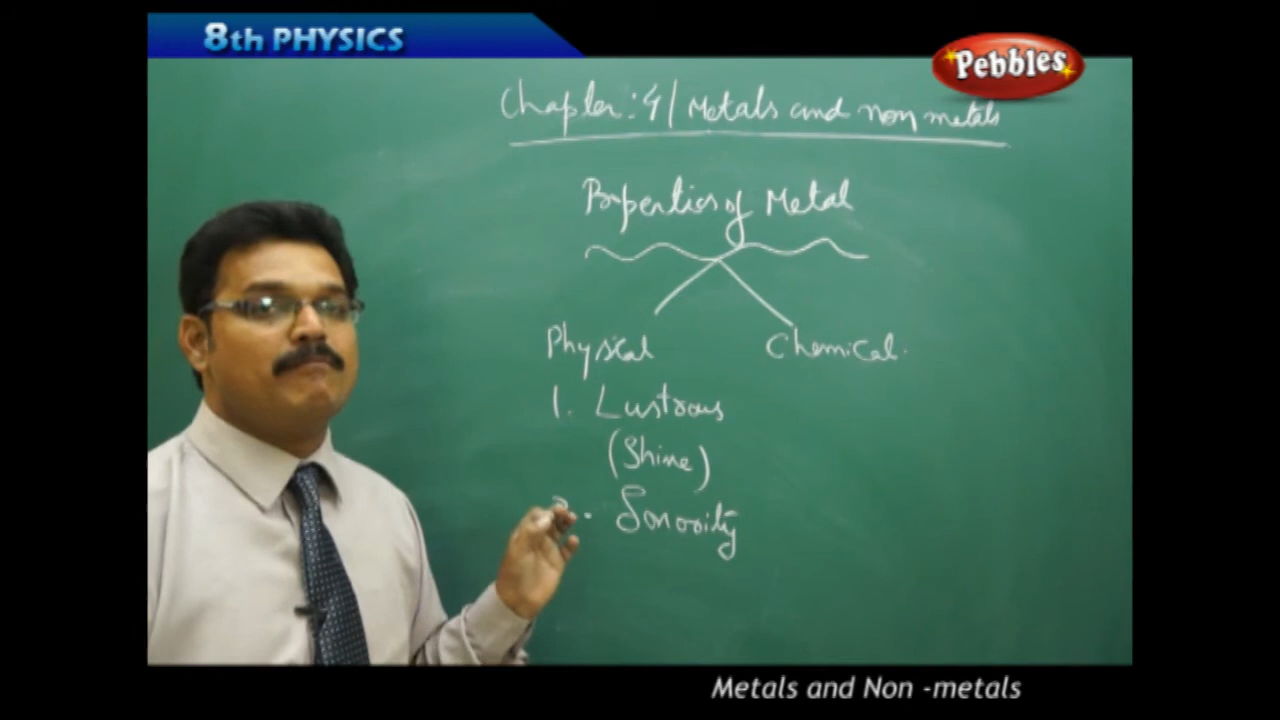 8th PHYSICS
Pebbles
Chapter: 4/ Metals and non metals
Properties of Metal
Physical Chemical.
1. Lustrous
(Shine)
2. Sonority
Metals and Non -metals